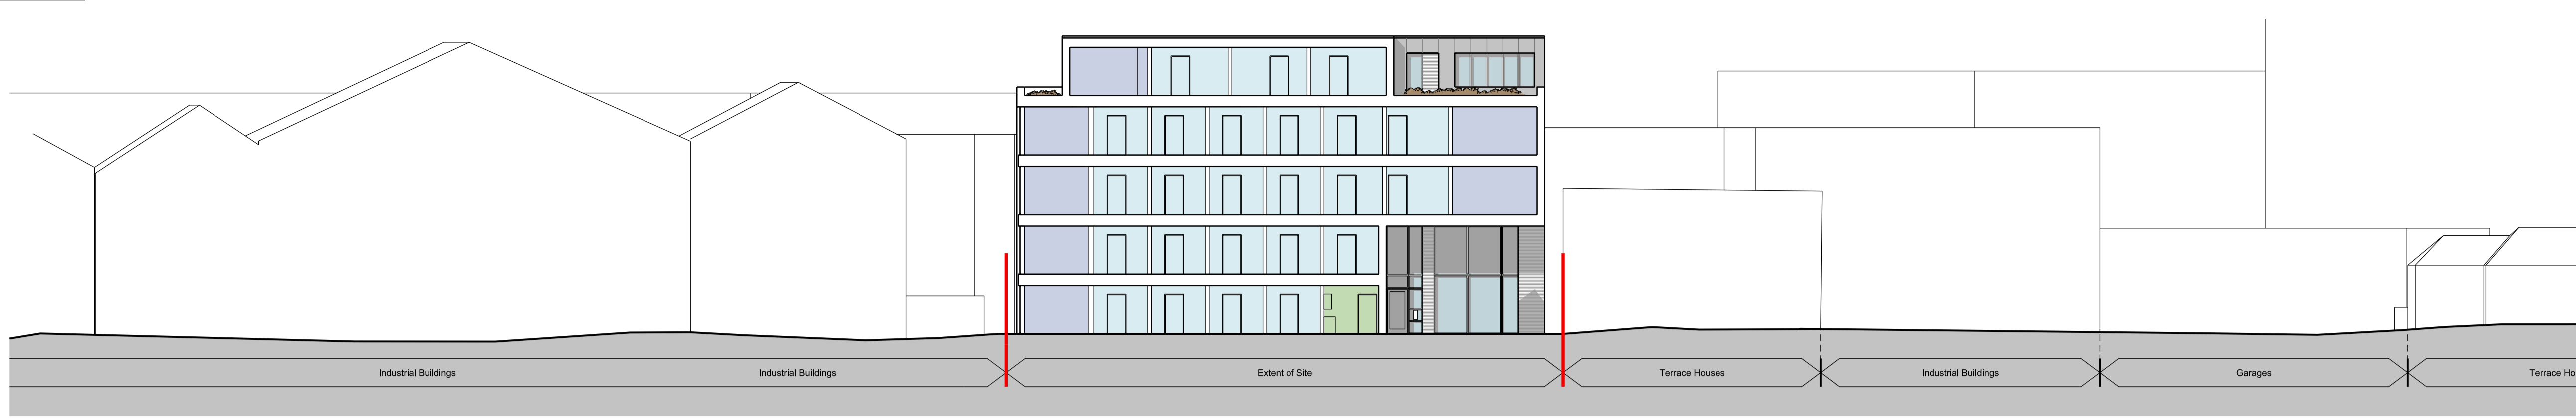 Industrial Buildings
Industrial Buildings
Extent of Site
Terrace Houses
Industrial Buildings
Garages
Terrace Ho